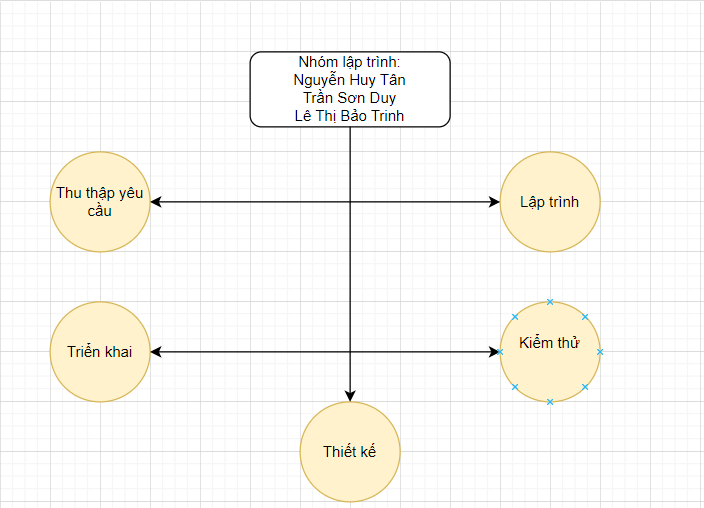 Nhóm lập trình:
Nguyễn Huy Tân
Trần Sơn Duy
Lê Thị Bảo Trinh
Thu thập yêu
cầu
Lập trình
Triển khai
Kiểm thử
Thiết kế